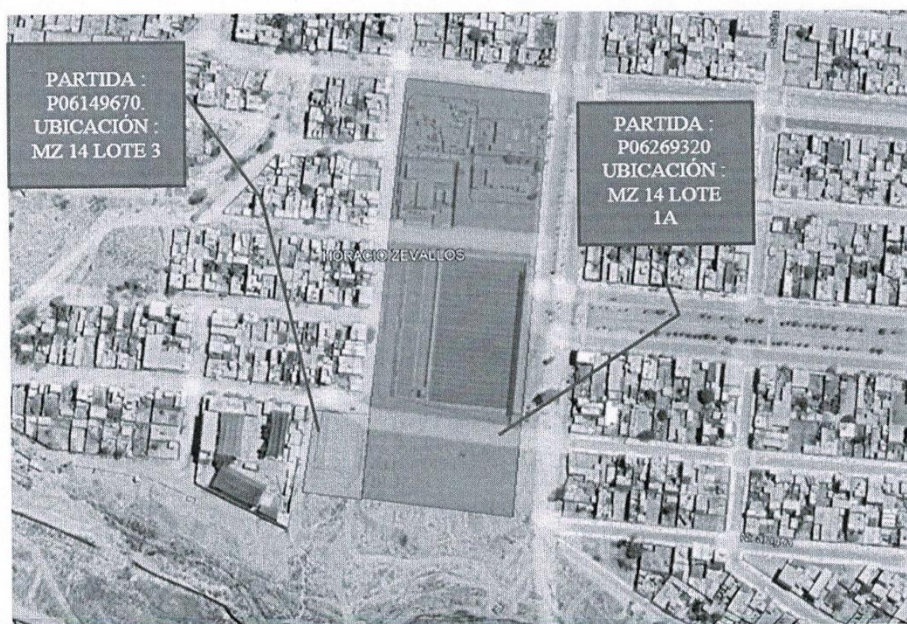 PARTIDA :
P06149670.
UBICACIÓN :
MZ 14 LOTE 3
PARTIDA :
P06269320
UBICACIÓN :
MZ 14 LOTE
1A
HORACIO ZEVALLOS